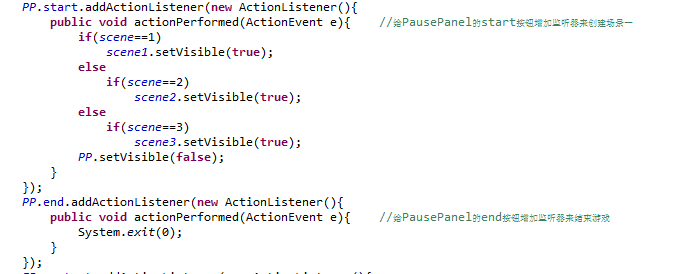 PP.start.addActionListener(new ActionListener(){
public void actionPerformed(ActionEvent e){ //给PausePanel的start按钮增加监听器来创建场景一
if(scene==1)
scene1.setVisible(true);
else
if(scene==2)
scene2.setVisible(true);
else
if(scene==3)
scene3.setVisible(true);
PP.setVisible(false);
}
});
PP.end.addActionListener(new ActionListener(){
public void actionPerformed(ActionEvent e){ //给PausePanel的end按钮增加监听器来结束游戏
System.exit(0);
}
});